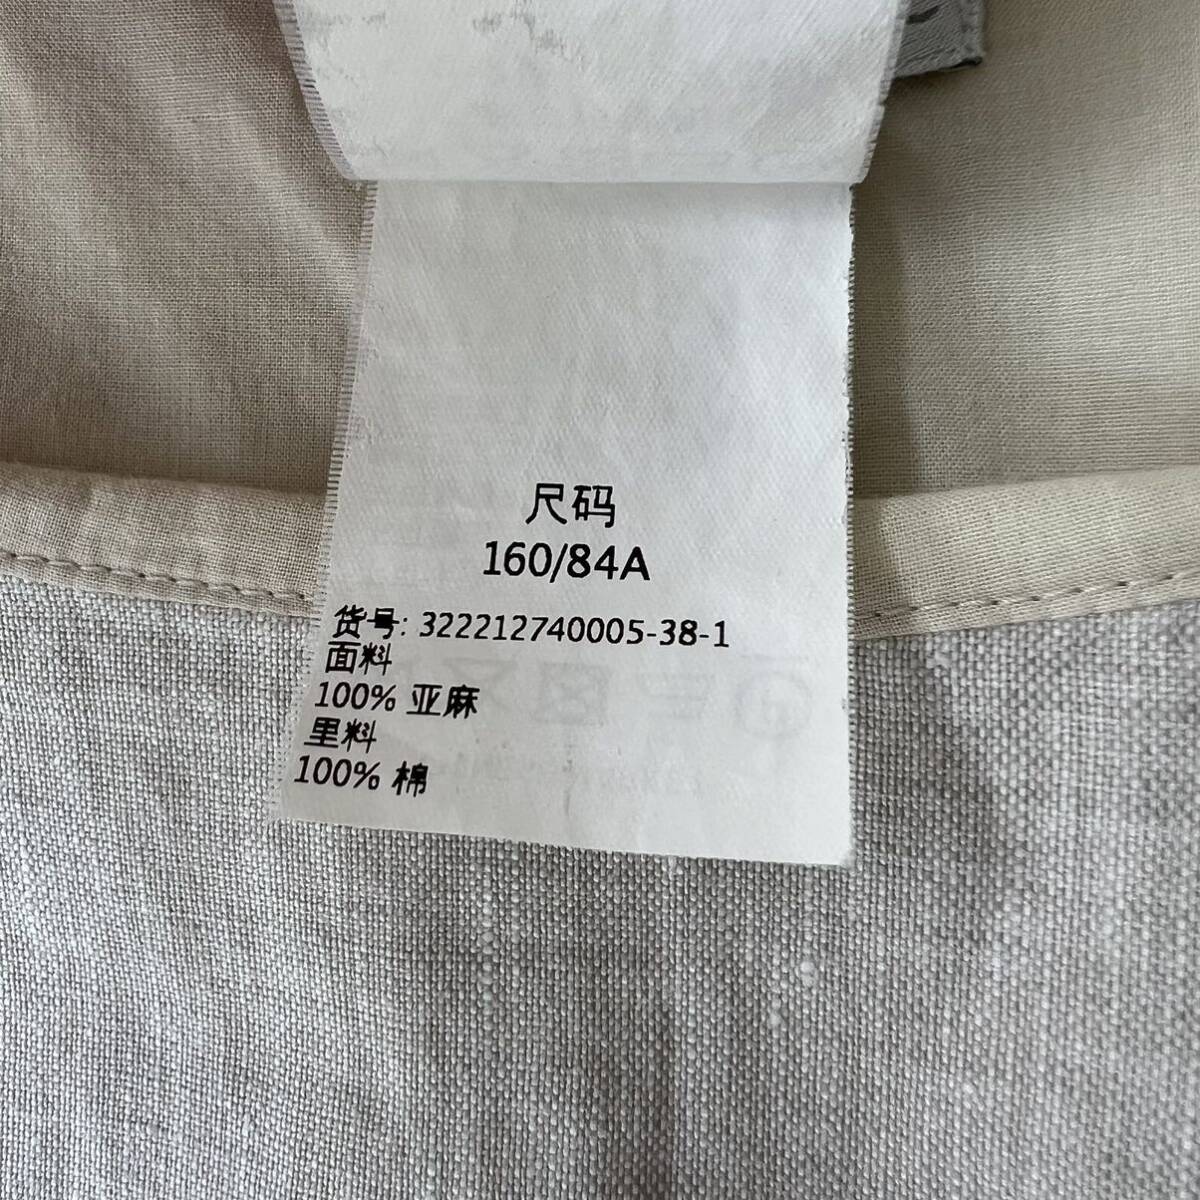 尺码
160/84A
货号: 322212740005-38-1
面料
100% 亚麻
里料
100% 棉